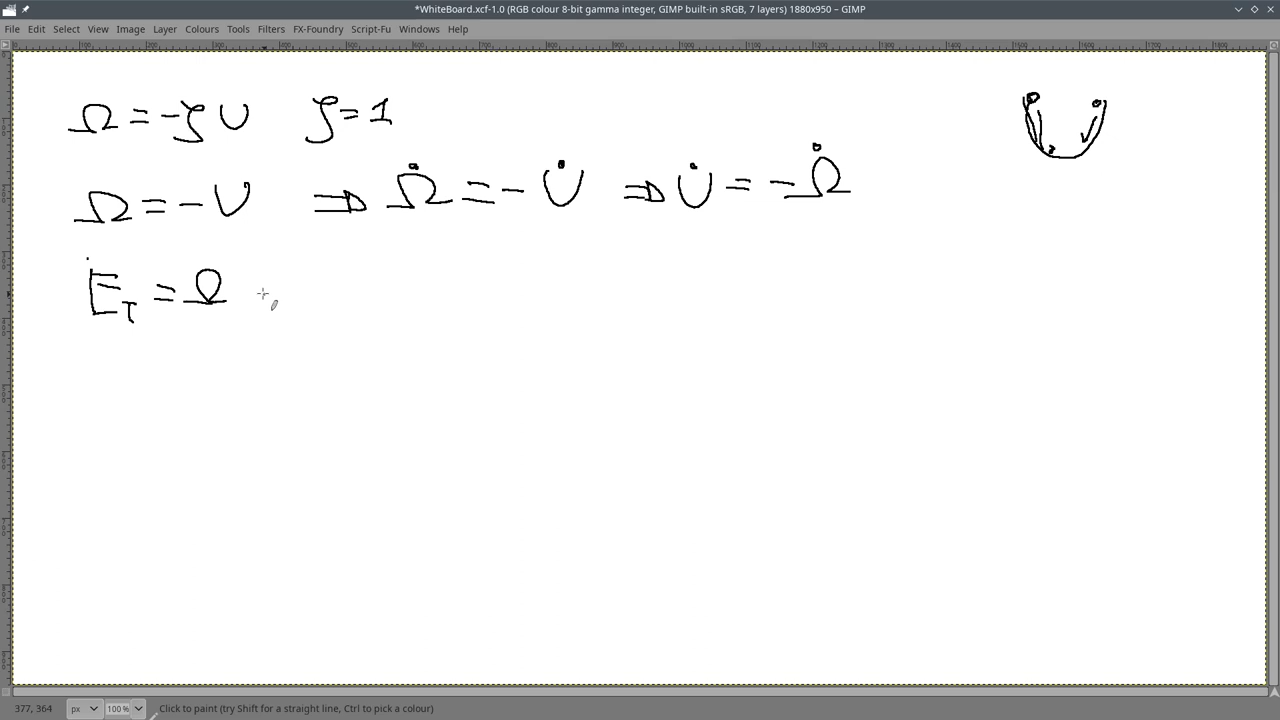 *WhiteBoard.xcf-1.0 (RGB colour 8-bit gamma integer, GIMP built-in sRGB, 7 layers) 1880x950 – GIMP
File Edit Select View Image Layer Colours Tools Filters FX-Foundry Script-Fu Windows Help
Ω = -ζ U ζ = 1
Ω = - U ⇒ Ω̇ = - U̇ ⇒ U̇ = - Ω̇
E_T = Ω
377, 364 px 100% Click to paint (try Shift for a straight line, Ctrl to pick a colour)